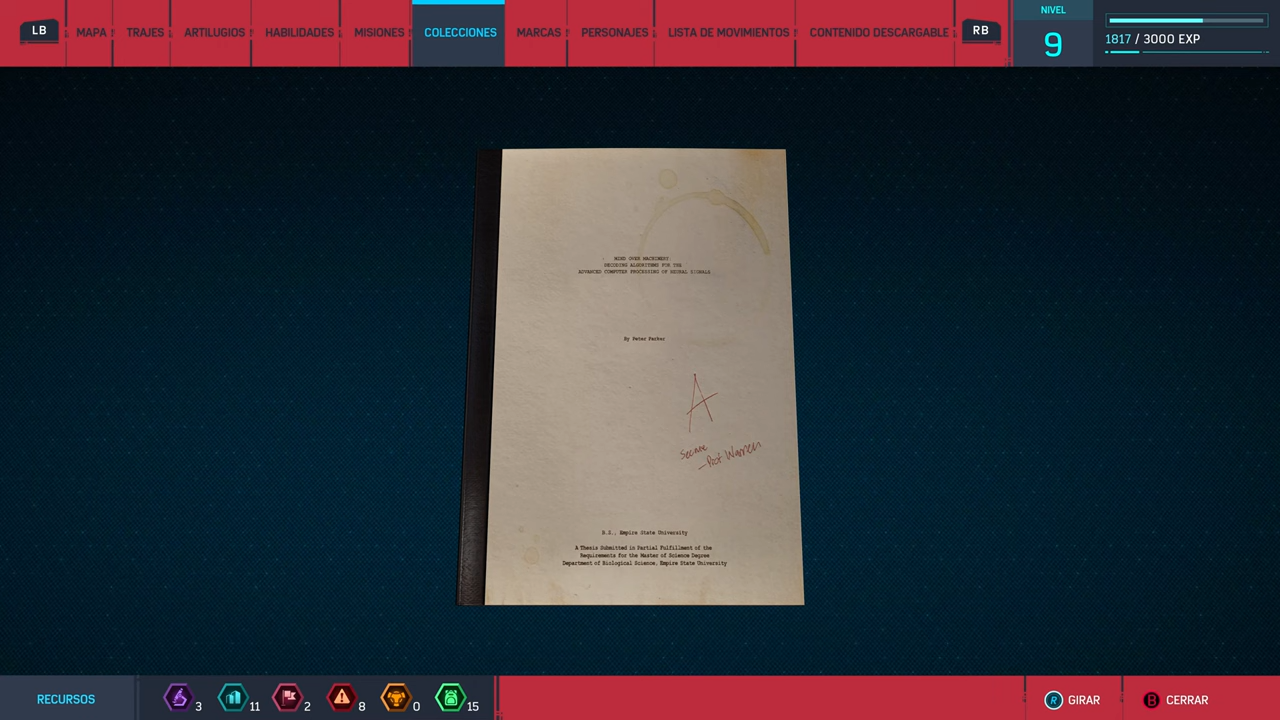 LB
MAPA
TRAJES
ARTILUGIOS
HABILIDADES
MISIONES
COLECCIONES
MARCAS
PERSONAJES
LISTA DE MOVIMIENTOS
CONTENIDO DESCARGABLE
RB
NIVEL
9
1817 / 3000 EXP
MIND OVER MACHINERY:
DECODING ALGORITHMS FOR THE
ADVANCED COMPUTER PROCESSING OF NEURAL SIGNALS
By Peter Parker
A
- Prof Warren
B.S., Empire State University
A Thesis Submitted in Partial Fulfillment of the
Requirements for the Master of Science Degree
Department of Biological Science, Empire State University
RECURSOS
3
11
2
8
0
15
R GIRAR
B CERRAR